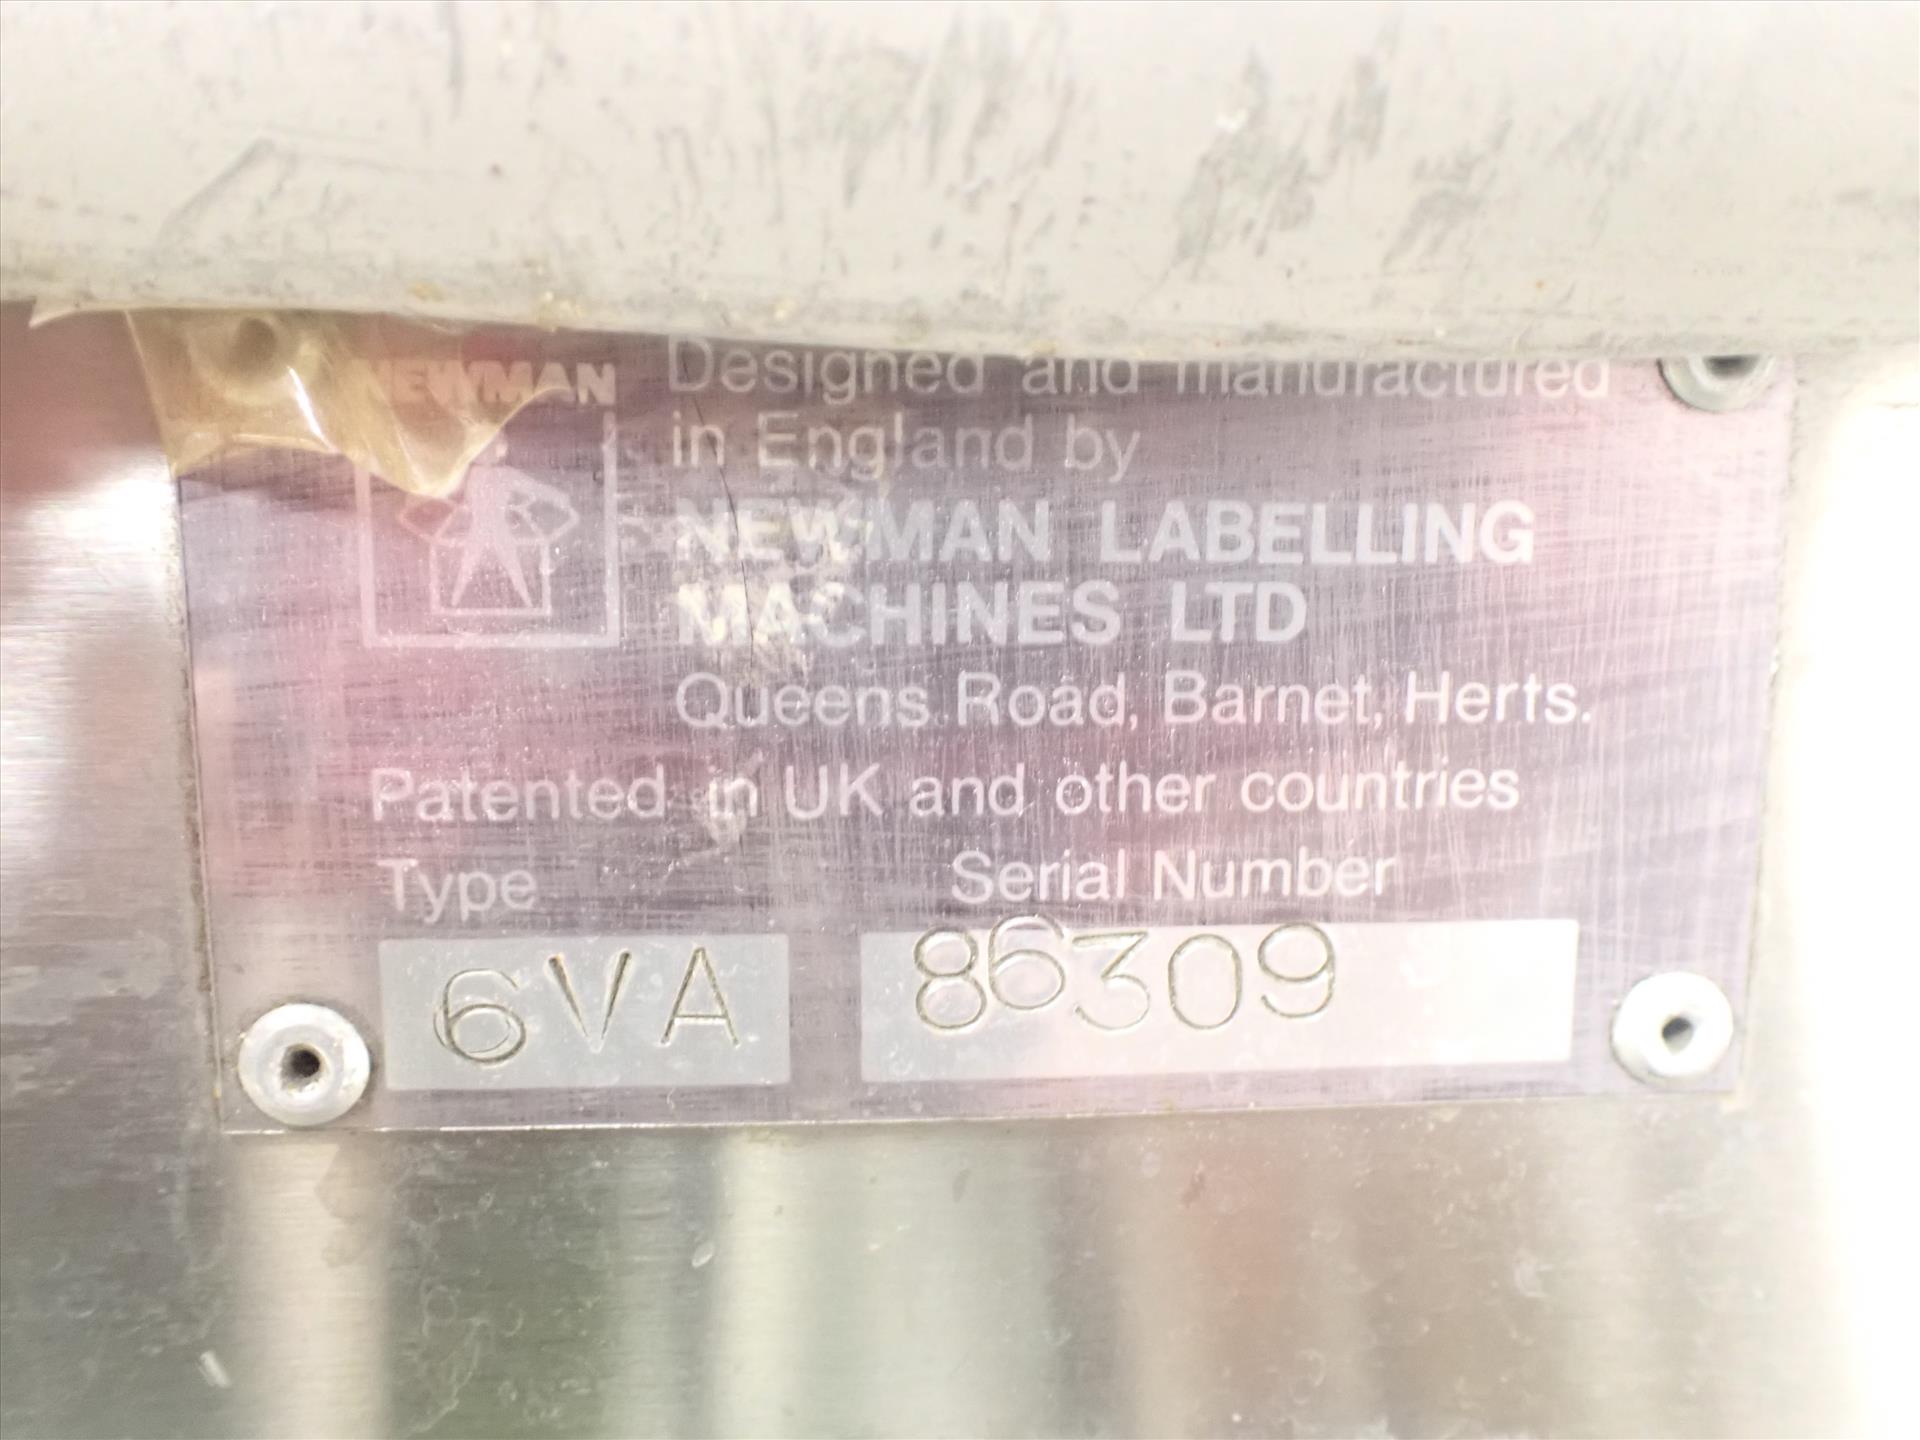 NEWMAN
Designed and manufactured
in England by
NEWMAN LABELLING
MACHINES LTD
Queens Road, Barnet, Herts.
Patented in UK and other countries
Type Serial Number
6VA 86309